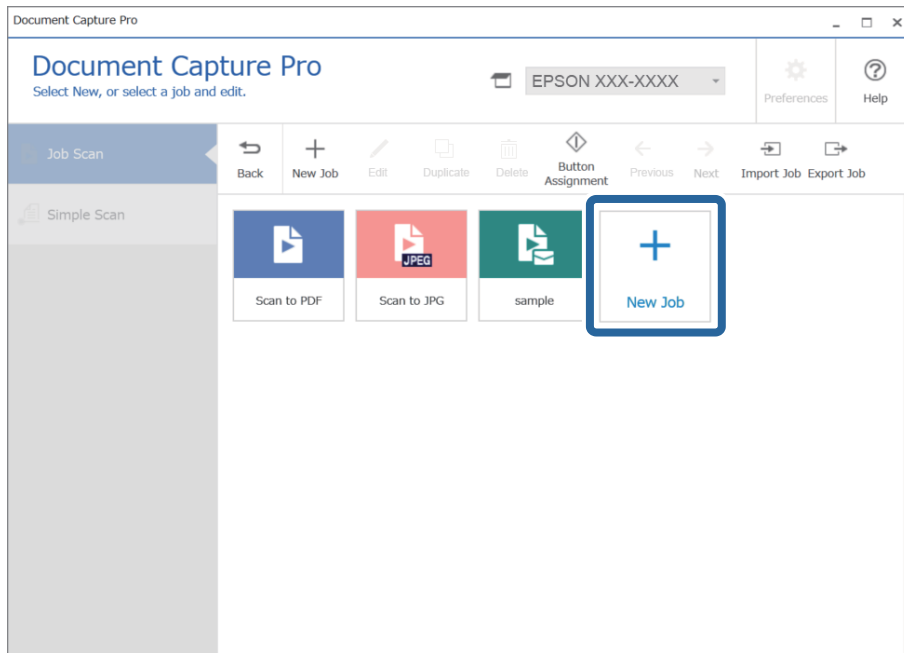 Document Capture Pro
Document Capture Pro
Select New, or select a job and edit.
EPSON XXX-XXXX
Preferences
Help
Job Scan
Simple Scan
Back
New Job
Edit
Duplicate
Delete
Button
Assignment
Previous
Next
Import Job
Export Job
JPEG
Scan to PDF
Scan to JPG
sample
New Job